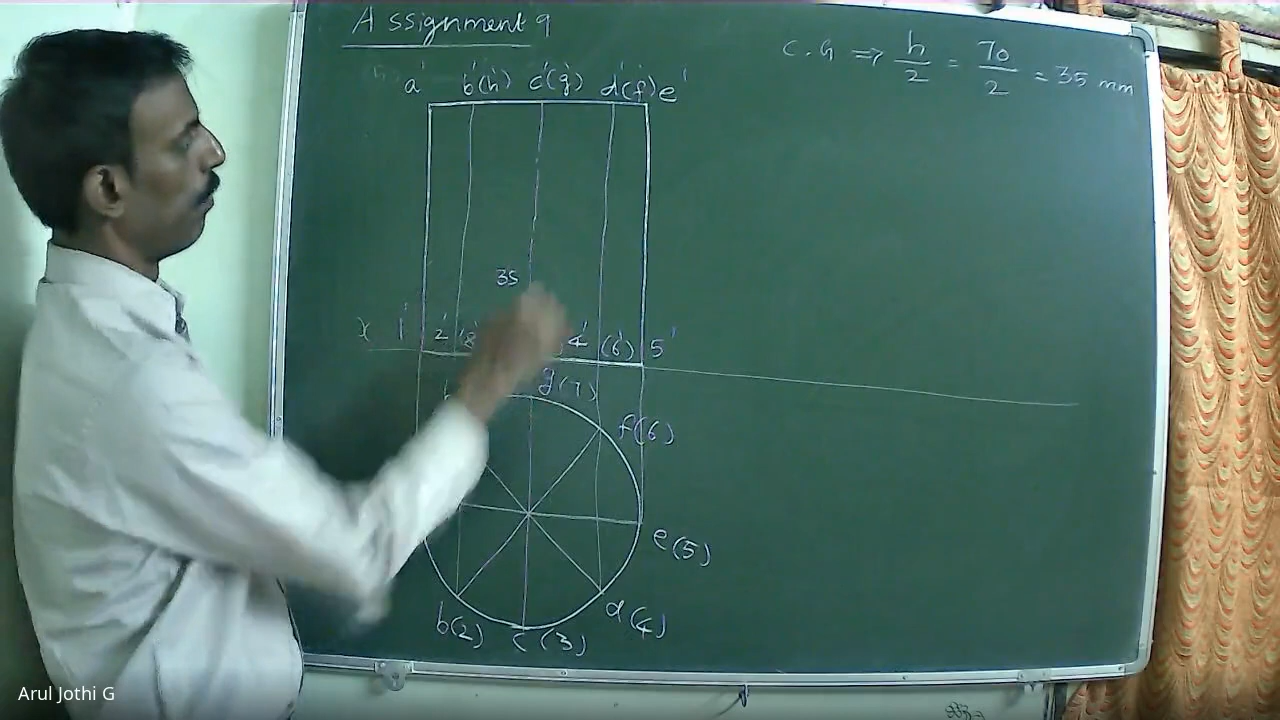 Assignment 9
C.G ⇒ h/2 = 70/2 = 35 mm
a' b'(h') c'(g') d'(f') e'
35
x 1' 2' (8 4' (6') 5'
g(7)
f(6)
e(5)
d(4)
b(2) c(3)
Arul Jothi G